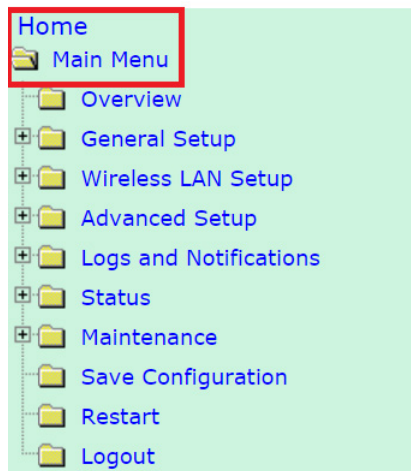 Home
Main Menu
Overview
General Setup
Wireless LAN Setup
Advanced Setup
Logs and Notifications
Status
Maintenance
Save Configuration
Restart
Logout